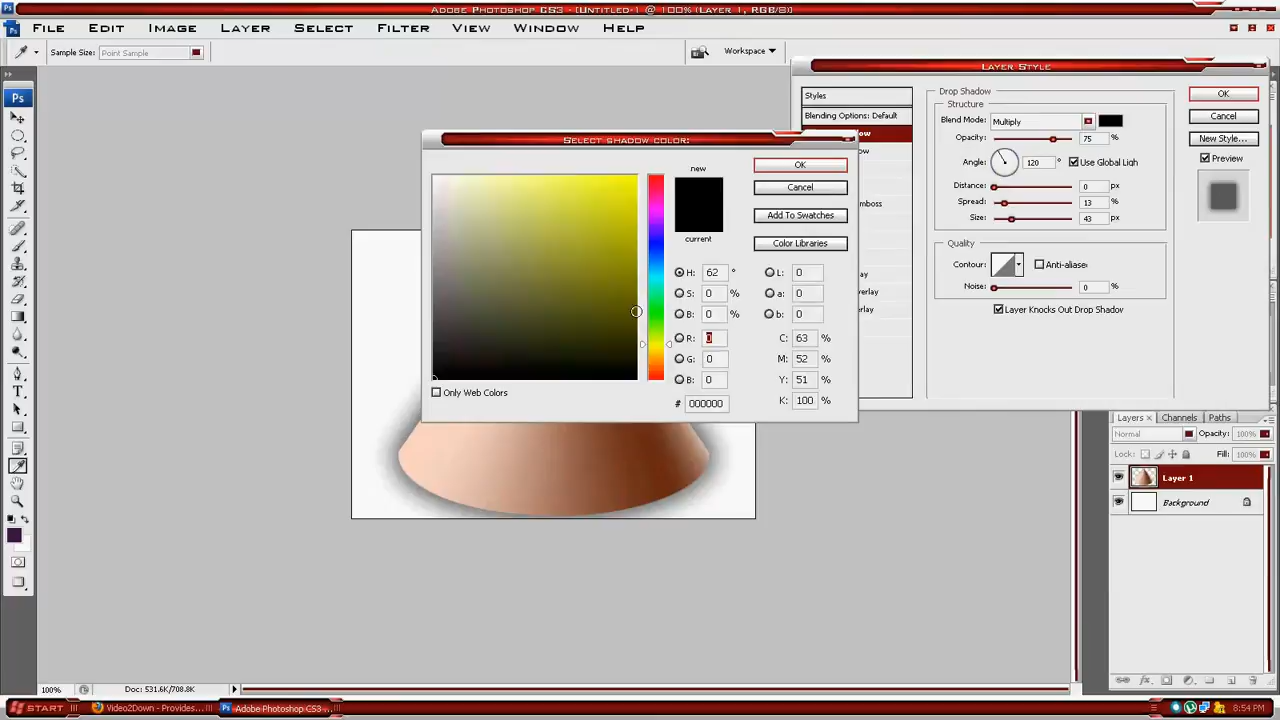 Adobe Photoshop CS3 - [Untitled-1 @ 100% (Layer 1, RGB/8)]
File Edit Image Layer Select Filter View Window Help
Sample Size: Point Sample
Workspace
Layer Style
Styles
Blending Options: Default
Drop Shadow
Structure
Blend Mode: Multiply
Opacity: 75 %
Angle: 120 ° Use Global Ligh
Distance: 0 px
Spread: 13 %
Size: 43 px
Quality
Contour: Anti-aliase
Noise: 0 %
Layer Knocks Out Drop Shadow
OK
Cancel
New Style...
Preview
Select shadow color:
new
current
OK
Cancel
Add To Swatches
Color Libraries
H: 62 °
S: 0 %
B: 0 %
R: 0
G: 0
B: 0
# 000000
L: 0
a: 0
b: 0
C: 63 %
M: 52 %
Y: 51 %
K: 100 %
Only Web Colors
Layers Channels Paths
Normal Opacity: 100%
Lock: Fill: 100%
Layer 1
Background
100% Doc: 531.6K/708.8K
Start Video2Down - Provides... Adobe Photoshop CS3 -... 8:54 PM